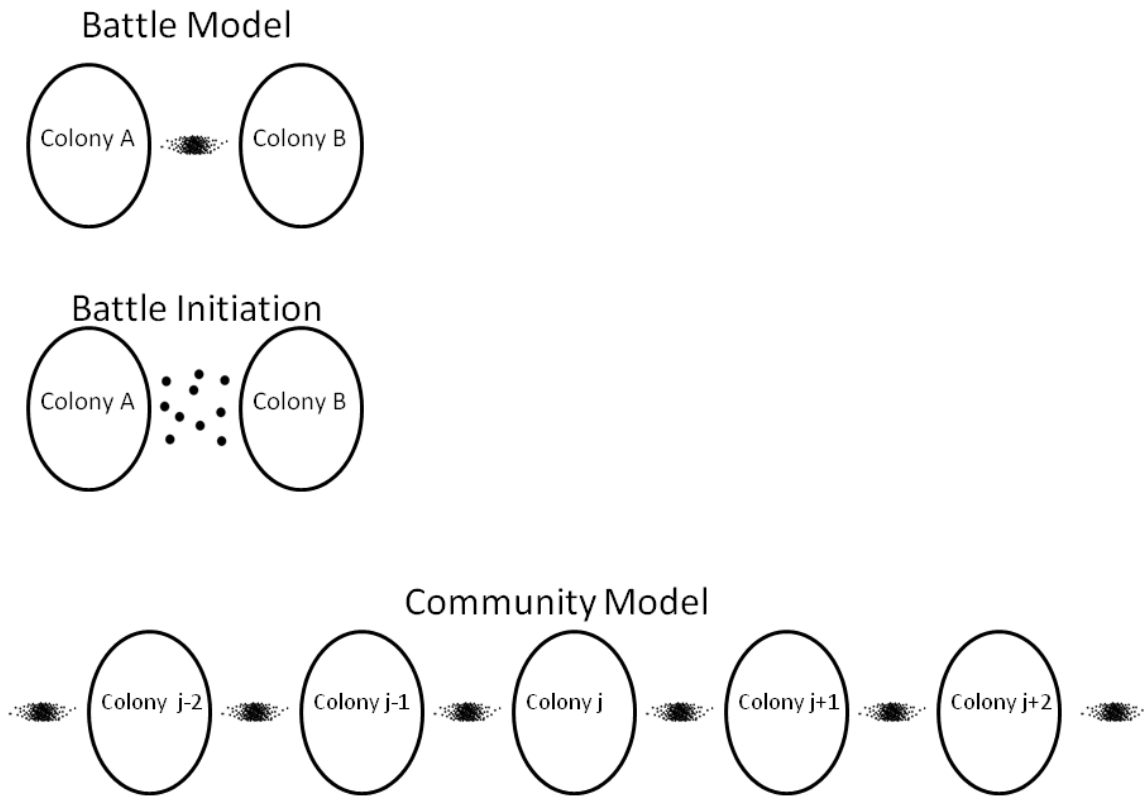 Battle Model
Colony A
Colony B
Battle Initiation
Colony A
Colony B
Community Model
Colony j-2
Colony j-1
Colony j
Colony j+1
Colony j+2